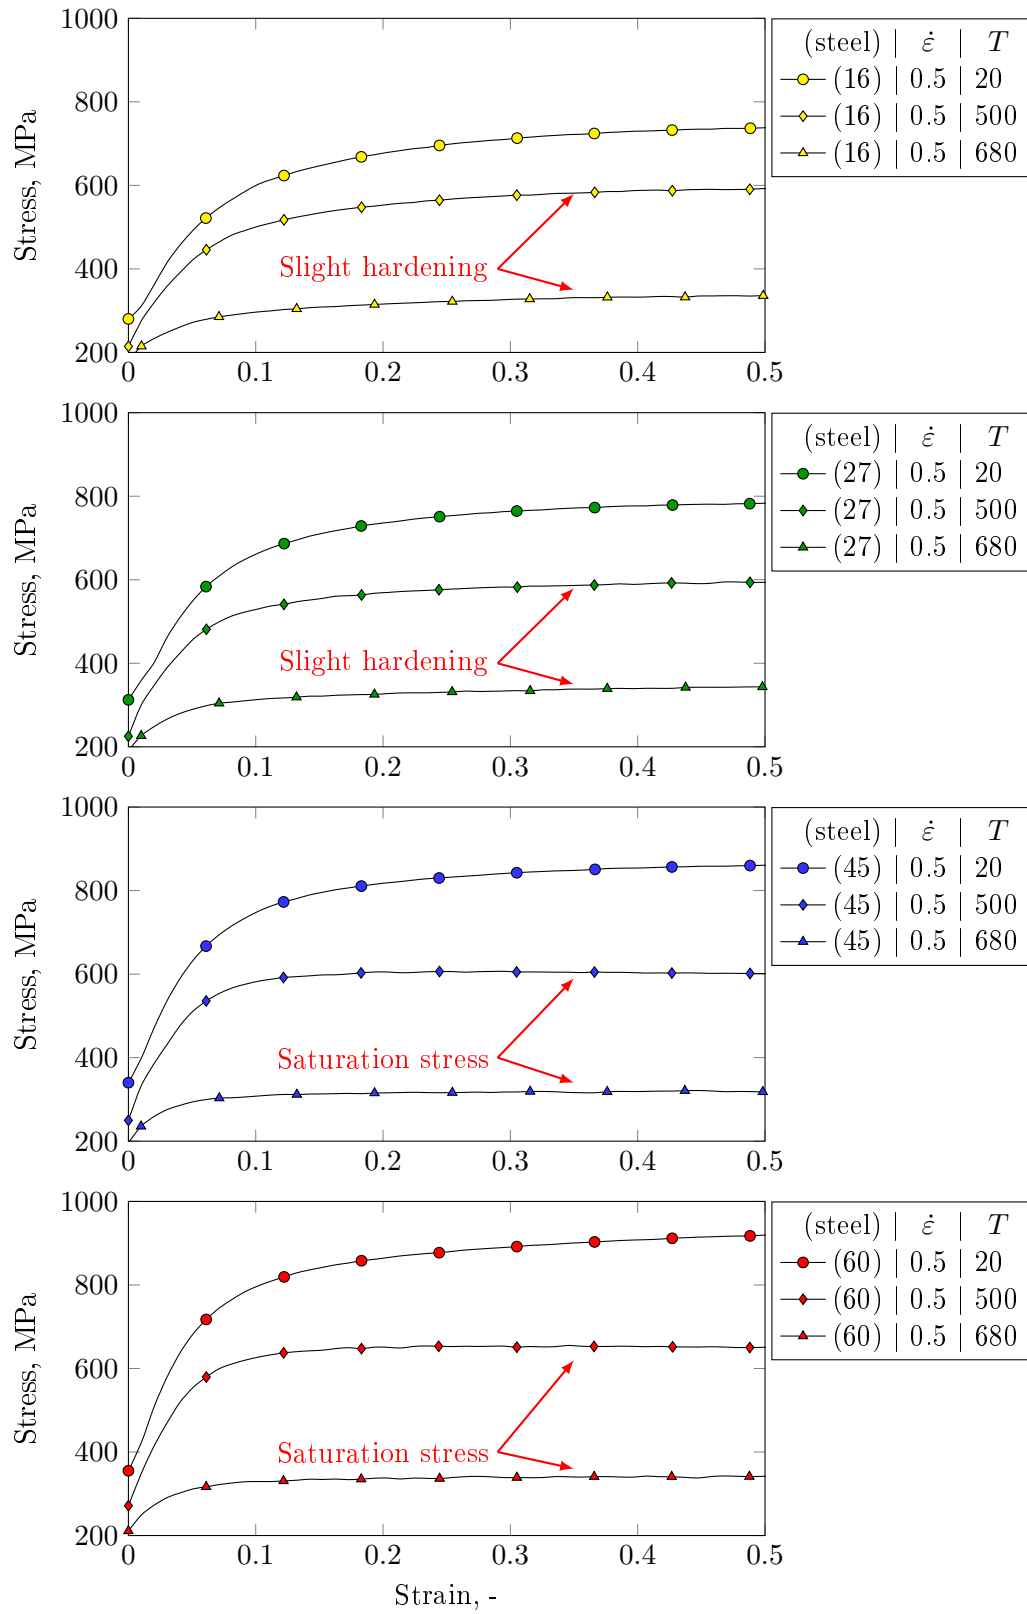 1000
800
600
400
200
0 0.1 0.2 0.3 0.4 0.5
Stress, MPa
Slight hardening
(steel) | ε̇ | T
(16) | 0.5 | 20
(16) | 0.5 | 500
(16) | 0.5 | 680
1000
800
600
400
200
0 0.1 0.2 0.3 0.4 0.5
Stress, MPa
Slight hardening
(steel) | ε̇ | T
(27) | 0.5 | 20
(27) | 0.5 | 500
(27) | 0.5 | 680
1000
800
600
400
200
0 0.1 0.2 0.3 0.4 0.5
Stress, MPa
Saturation stress
(steel) | ε̇ | T
(45) | 0.5 | 20
(45) | 0.5 | 500
(45) | 0.5 | 680
1000
800
600
400
200
0 0.1 0.2 0.3 0.4 0.5
Stress, MPa
Saturation stress
(steel) | ε̇ | T
(60) | 0.5 | 20
(60) | 0.5 | 500
(60) | 0.5 | 680
Strain, -